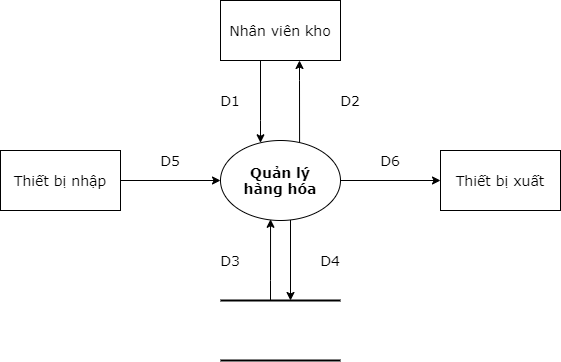 Nhân viên kho
D1
D2
D5
D6
Thiết bị nhập
Quản lý
hàng hóa
Thiết bị xuất
D3
D4